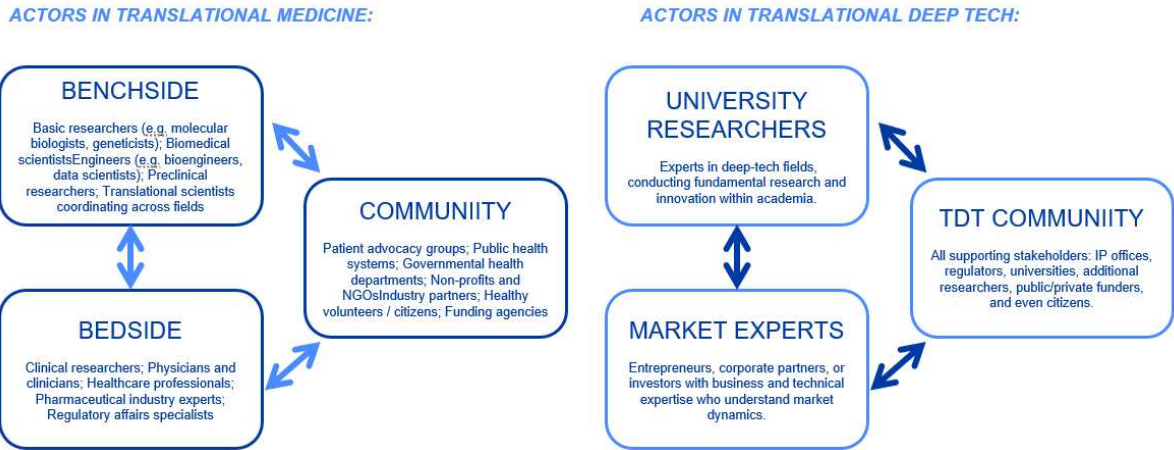 ACTORS IN TRANSLATIONAL MEDICINE:
BENCHSIDE
Basic researchers (e.g. molecular
biologists, geneticists); Biomedical
scientistsEngineers (e.g. bioengineers,
data scientists); Preclinical
researchers; Translational scientists
coordinating across fields
COMMUNIITY
Patient advocacy groups; Public health
systems; Governmental health
departments; Non-profits and
NGOsIndustry partners; Healthy
volunteers / citizens; Funding agencies
BEDSIDE
Clinical researchers; Physicians and
clinicians; Healthcare professionals;
Pharmaceutical industry experts;
Regulatory affairs specialists
ACTORS IN TRANSLATIONAL DEEP TECH:
UNIVERSITY
RESEARCHERS
Experts in deep-tech fields,
conducting fundamental research and
innovation within academia.
TDT COMMUNIITY
All supporting stakeholders: IP offices,
regulators, universities, additional
researchers, public/private funders,
and even citizens.
MARKET EXPERTS
Entrepreneurs, corporate partners, or
investors with business and technical
expertise who understand market
dynamics.